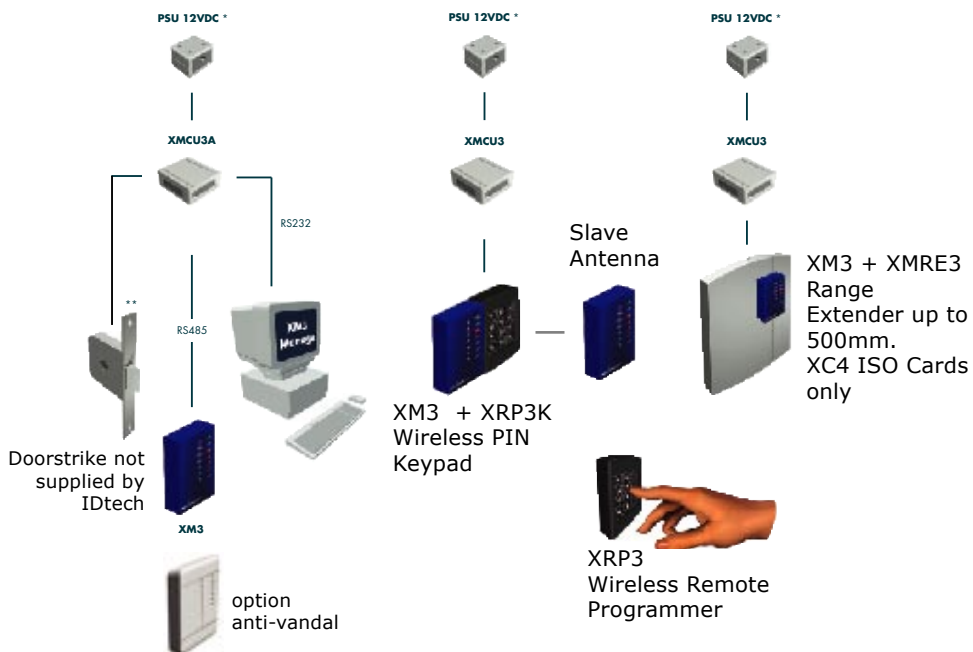 PSU 12VDC *
PSU 12VDC *
PSU 12VDC *
XMCU3A
XMCU3
XMCU3
RS232
Slave
Antenna
XM3 + XMRE3
Range
Extender up to
500mm.
XC4 ISO Cards
only
**
RS485
XM3
Manage
XM3 + XRP3K
Wireless PIN
Keypad
Doorstrike not
supplied by
IDtech
XM3
XRP3
Wireless Remote
Programmer
option
anti-vandal